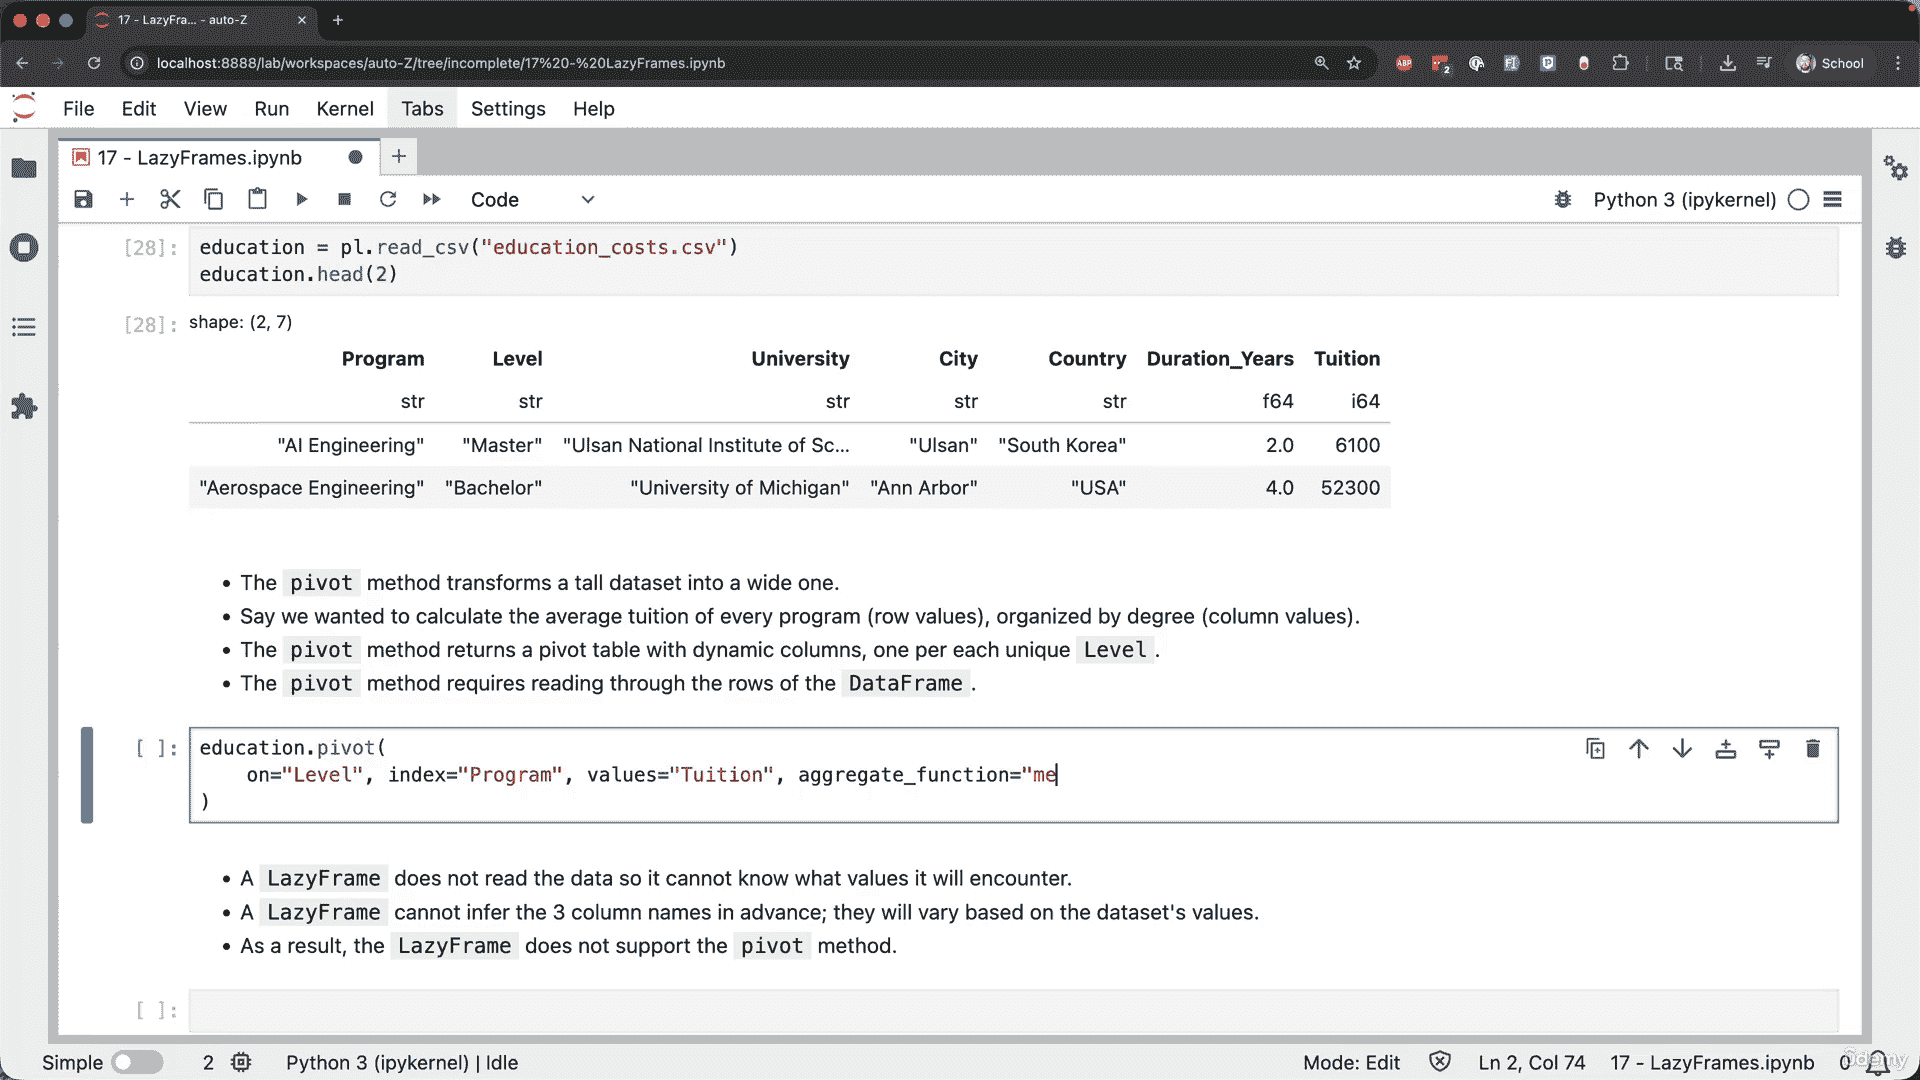 17 - LazyFra... - auto-Z
localhost:8888/lab/workspaces/auto-Z/tree/incomplete/17%20-%20LazyFrames.ipynb
ABP
2
School
File Edit View Run Kernel Tabs Settings Help
17 - LazyFrames.ipynb
Code
Python 3 (ipykernel)
[28]: education = pl.read_csv("education_costs.csv")
education.head(2)
[28]: shape: (2, 7)
Program Level University City Country Duration_Years Tuition
str str str str str f64 i64
"AI Engineering" "Master" "Ulsan National Institute of Sc... "Ulsan" "South Korea" 2.0 6100
"Aerospace Engineering" "Bachelor" "University of Michigan" "Ann Arbor" "USA" 4.0 52300
• The pivot method transforms a tall dataset into a wide one.
• Say we wanted to calculate the average tuition of every program (row values), organized by degree (column values).
• The pivot method returns a pivot table with dynamic columns, one per each unique Level.
• The pivot method requires reading through the rows of the DataFrame.
[ ]: education.pivot(
on="Level", index="Program", values="Tuition", aggregate_function="me
)
• A LazyFrame does not read the data so it cannot know what values it will encounter.
• A LazyFrame cannot infer the 3 column names in advance; they will vary based on the dataset's values.
• As a result, the LazyFrame does not support the pivot method.
[ ]:
Simple 2 Python 3 (ipykernel) | Idle Mode: Edit Ln 2, Col 74 17 - LazyFrames.ipynb 0
udemy